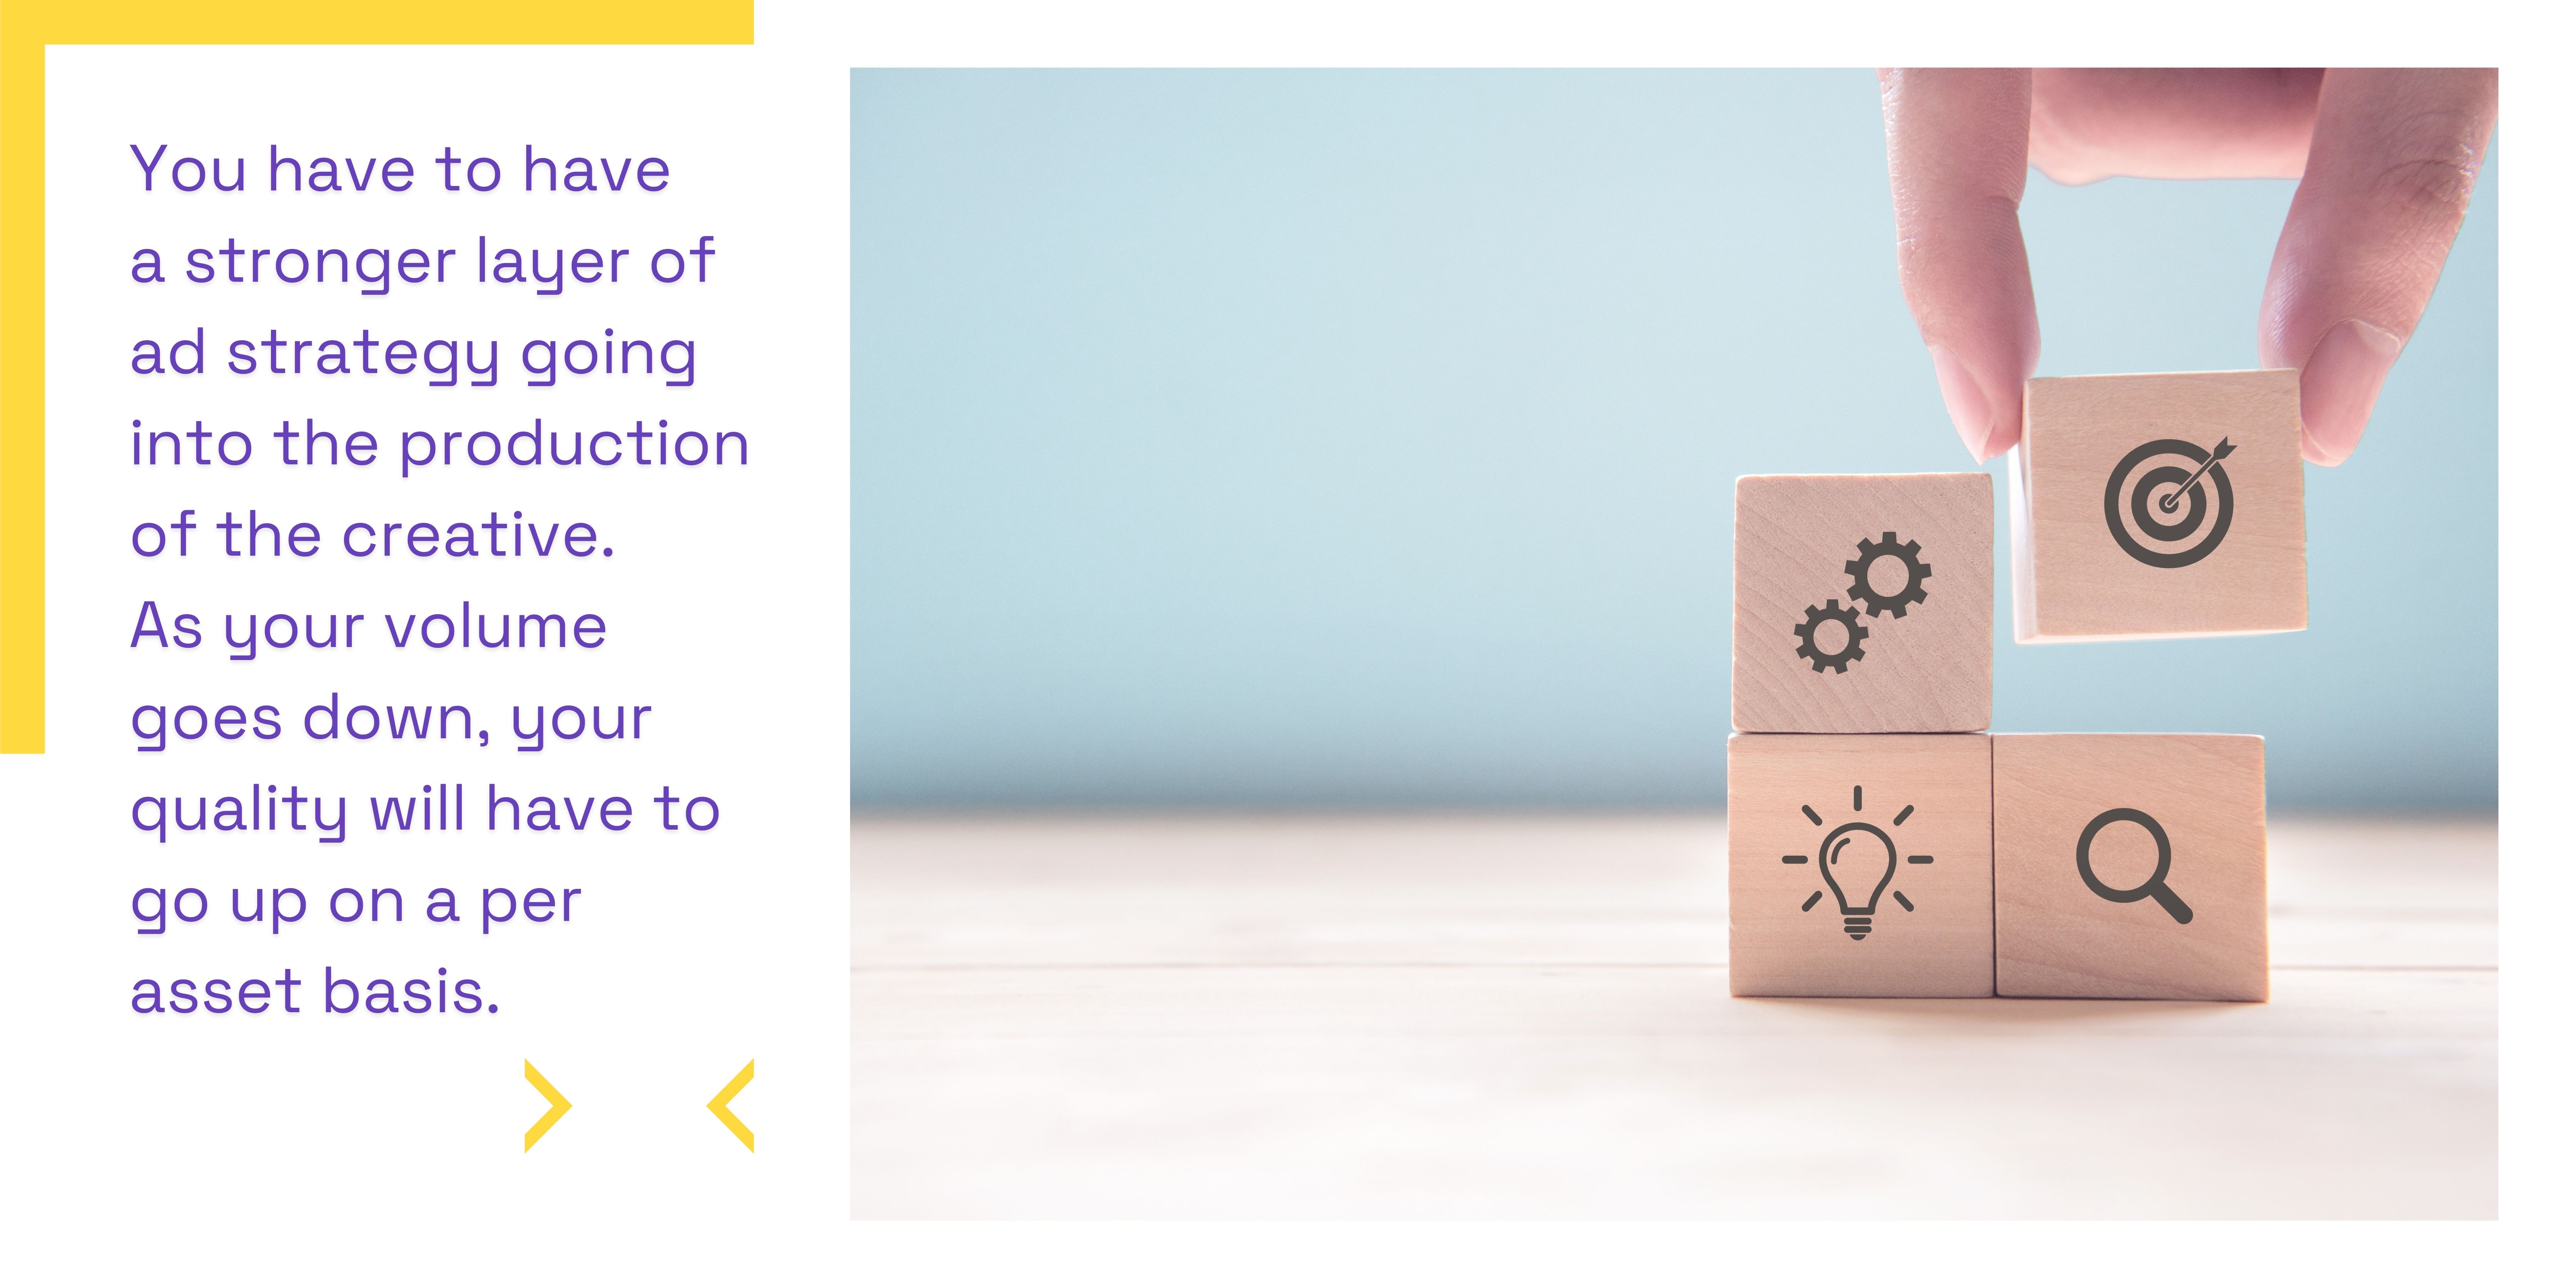 You have to have
a stronger layer of
ad strategy going
into the production
of the creative.
As your volume
goes down, your
quality will have to
go up on a per
asset basis.